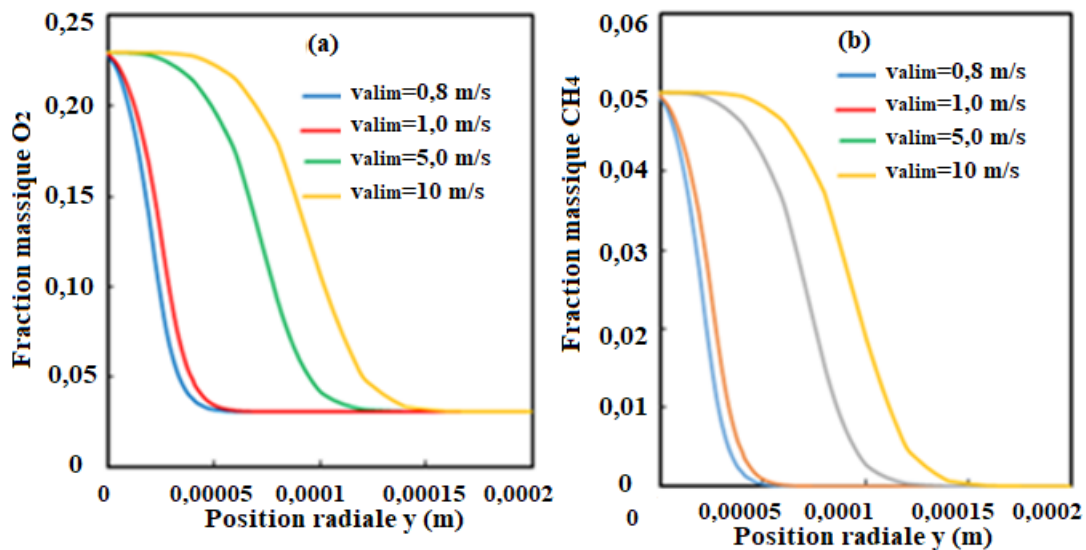 (a)
Fraction massique O2
0,25
0,20
0,15
0,10
0,05
0
valim=0,8 m/s
valim=1,0 m/s
valim=5,0 m/s
valim=10 m/s
0
0,00005
0,0001
0,00015
0,0002
Position radiale y (m)
(b)
Fraction massique CH4
0,06
0,05
0,04
0,03
0,02
0,01
0
valim=0,8 m/s
valim=1,0 m/s
valim=5,0 m/s
valim=10 m/s
0
0,00005
0,0001
0,00015
0,0002
Position radiale y (m)